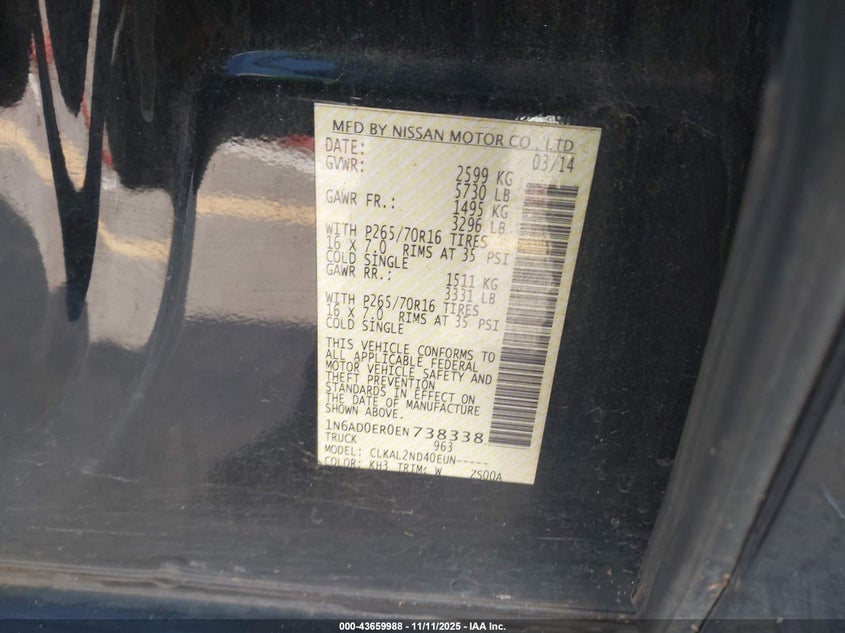 MFD BY NISSAN MOTOR CO., LTD
DATE: 03/14
GVWR: 2599 KG
5730 LB
GAWR FR.: 1495 KG
3296 LB
WITH P265/70R16 TIRES
16 X 7.0 RIMS AT 35 PSI
COLD SINGLE
GAWR RR.: 1511 KG
3331 LB
WITH P265/70R16 TIRES
16 X 7.0 RIMS AT 35 PSI
COLD SINGLE
THIS VEHICLE CONFORMS TO
ALL APPLICABLE FEDERAL
MOTOR VEHICLE SAFETY AND
THEFT PREVENTION
STANDARDS IN EFFECT ON
THE DATE OF MANUFACTURE
SHOWN ABOVE.
1N6AD0ER0EN738338
TRUCK 963
MODEL: CLKAL2ND40EUN-----
COLOR: KH3 TRIM: W ZS00A
000-43659988 - 11/11/2025 - IAA Inc.